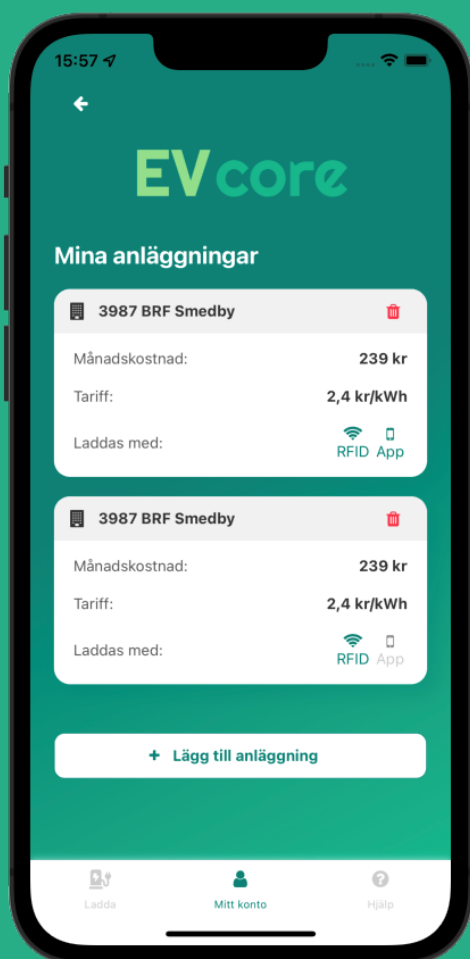 15:57
EVcore
Mina anläggningar
3987 BRF Smedby
Månadskostnad: 239 kr
Tariff: 2,4 kr/kWh
Laddas med: RFID App
3987 BRF Smedby
Månadskostnad: 239 kr
Tariff: 2,4 kr/kWh
Laddas med: RFID App
+ Lägg till anläggning
Ladda Mitt konto Hjälp